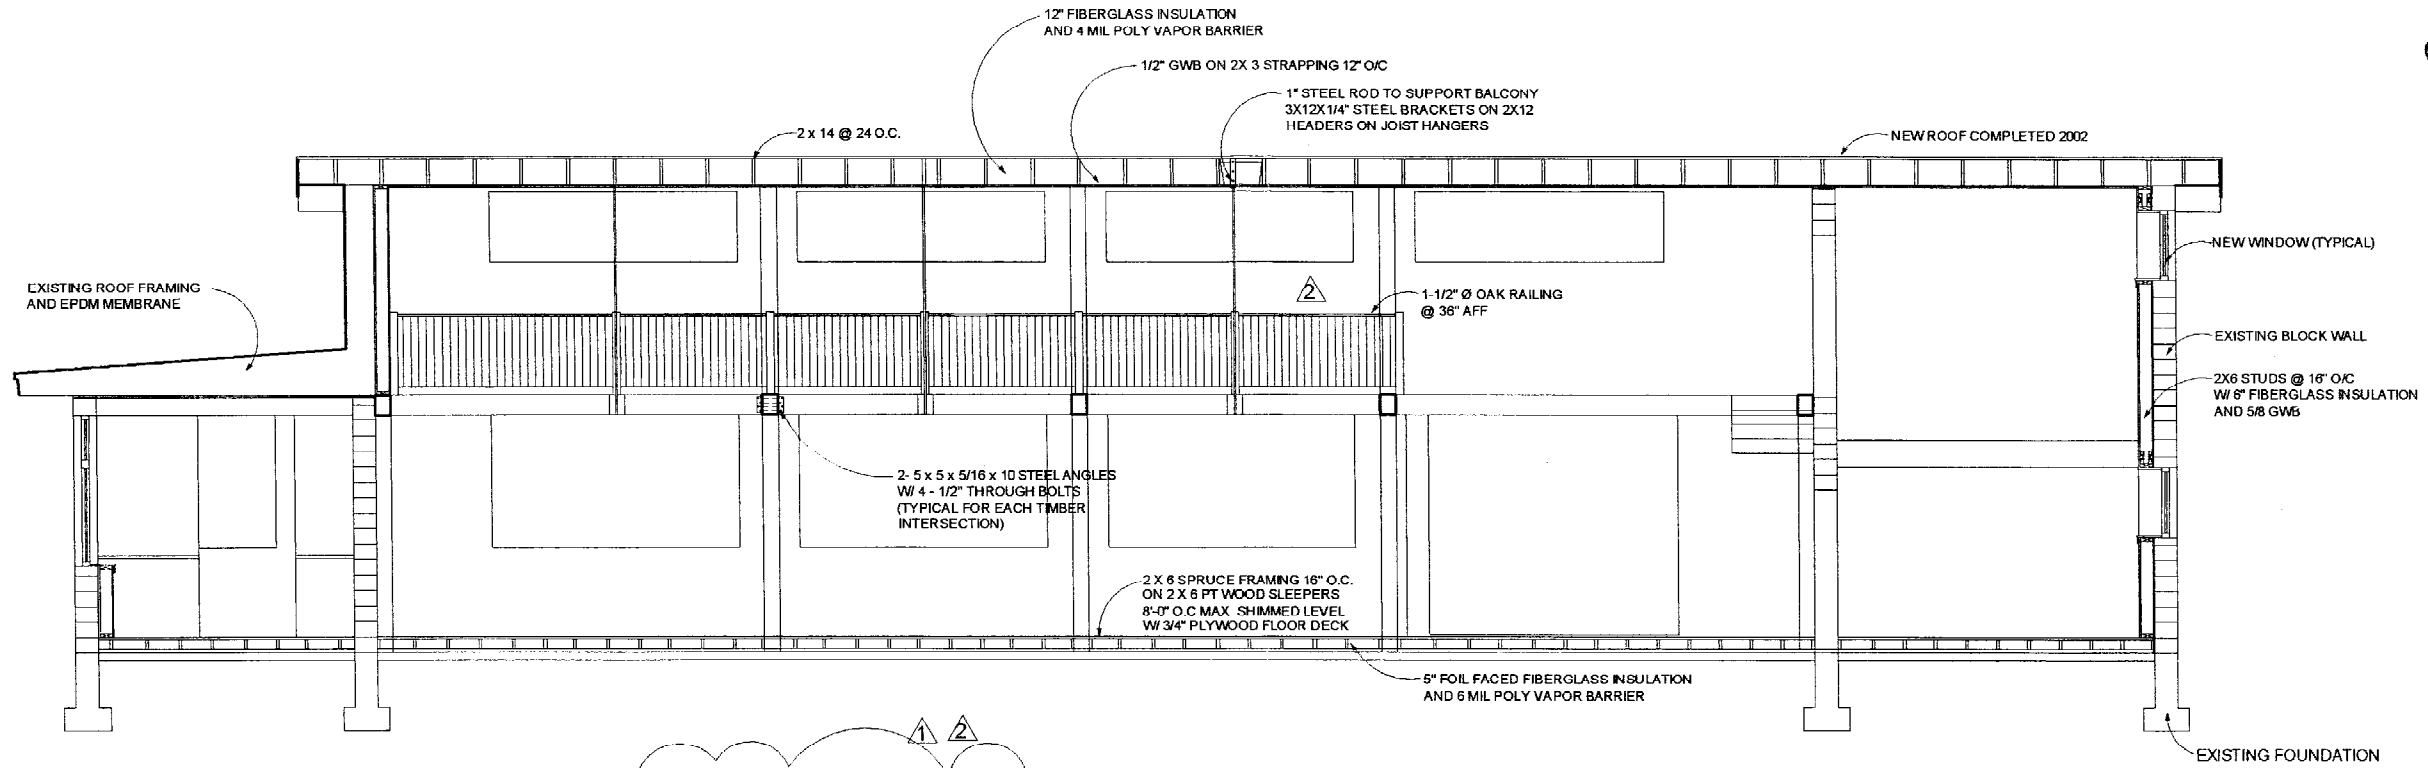 12" FIBERGLASS INSULATION
AND 4 MIL POLY VAPOR BARRIER
1/2" GWB ON 2X 3 STRAPPING 12" O/C
1" STEEL ROD TO SUPPORT BALCONY
3X12X1/4" STEEL BRACKETS ON 2X12
HEADERS ON JOIST HANGERS
2 x 14 @ 24 O.C.
NEW ROOF COMPLETED 2002
NEW WINDOW (TYPICAL)
EXISTING ROOF FRAMING
AND EPDM MEMBRANE
2
1-1/2" Ø OAK RAILING
@ 36" AFF
EXISTING BLOCK WALL
2X6 STUDS @ 16" O/C
W/ 6" FIBERGLASS INSULATION
AND 5/8 GWB
2- 5 x 5 x 5/16 x 10 STEEL ANGLES
W/ 4 - 1/2" THROUGH BOLTS
(TYPICAL FOR EACH TIMBER
INTERSECTION)
2 X 6 SPRUCE FRAMING 16" O.C.
ON 2 X 6 PT WOOD SLEEPERS
8'-0" O.C MAX SHIMMED LEVEL
W/ 3/4" PLYWOOD FLOOR DECK
5" FOIL FACED FIBERGLASS INSULATION
AND 6 MIL POLY VAPOR BARRIER
1 2
EXISTING FOUNDATION